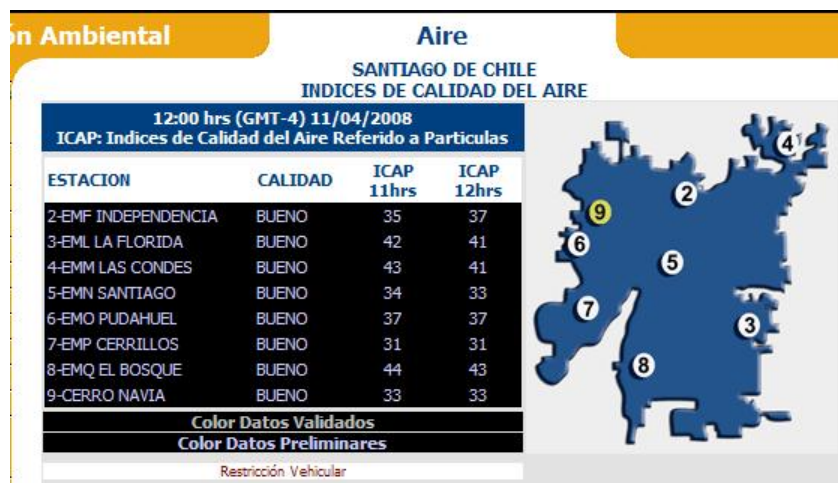 ón Ambiental
Aire
SANTIAGO DE CHILE
INDICES DE CALIDAD DEL AIRE
12:00 hrs (GMT-4) 11/04/2008
ICAP: Indices de Calidad del Aire Referido a Particulas
ESTACION CALIDAD ICAP 11hrs ICAP 12hrs
2-EMF INDEPENDENCIA BUENO 35 37
3-EML LA FLORIDA BUENO 42 41
4-EMM LAS CONDES BUENO 43 41
5-EMN SANTIAGO BUENO 34 33
6-EMO PUDAHUEL BUENO 37 37
7-EMP CERRILLOS BUENO 31 31
8-EMQ EL BOSQUE BUENO 44 43
9-CERRO NAVIA BUENO 33 33
Color Datos Validados
Color Datos Preliminares
Restricción Vehicular
4
2
9
6
5
7
3
8